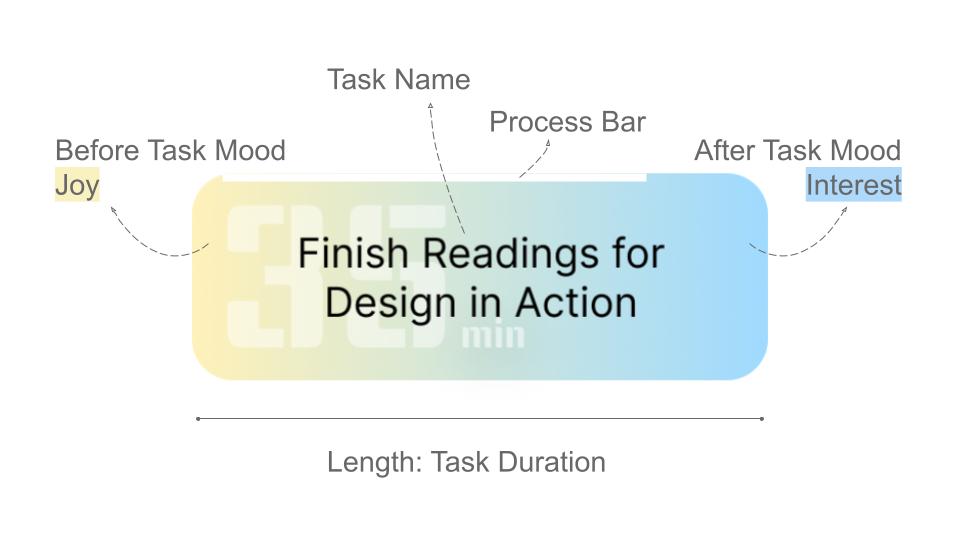 Task Name
Process Bar
Before Task Mood
Joy
After Task Mood
Interest
35 min
Finish Readings for
Design in Action
Length: Task Duration